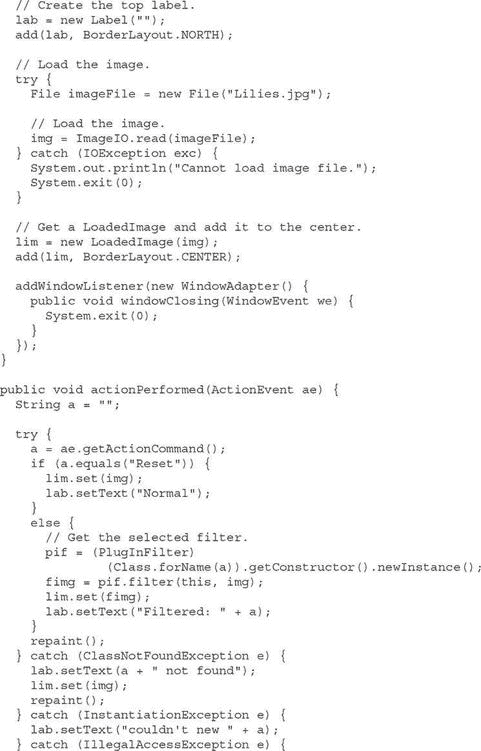 // Create the top label.
lab = new Label("");
add(lab, BorderLayout.NORTH);

// Load the image.
try {
  File imageFile = new File("Lilies.jpg");

  // Load the image.
  img = ImageIO.read(imageFile);
} catch (IOException exc) {
  System.out.println("Cannot load image file.");
  System.exit(0);
}

// Get a LoadedImage and add it to the center.
lim = new LoadedImage(img);
add(lim, BorderLayout.CENTER);

addWindowListener(new WindowAdapter() {
  public void windowClosing(WindowEvent we) {
    System.exit(0);
  }
});
}

public void actionPerformed(ActionEvent ae) {
  String a = "";

  try {
    a = ae.getActionCommand();
    if (a.equals("Reset")) {
      lim.set(img);
      lab.setText("Normal");
    }
    else {
      // Get the selected filter.
      pif = (PlugInFilter)
              (Class.forName(a)).getConstructor().newInstance();
      fimg = pif.filter(this, img);
      lim.set(fimg);
      lab.setText("Filtered: " + a);
    }
    repaint();
  } catch (ClassNotFoundException e) {
    lab.setText(a + " not found");
    lim.set(img);
    repaint();
  } catch (InstantiationException e) {
    lab.setText("couldn't new " + a);
  } catch (IllegalAccessException e) {